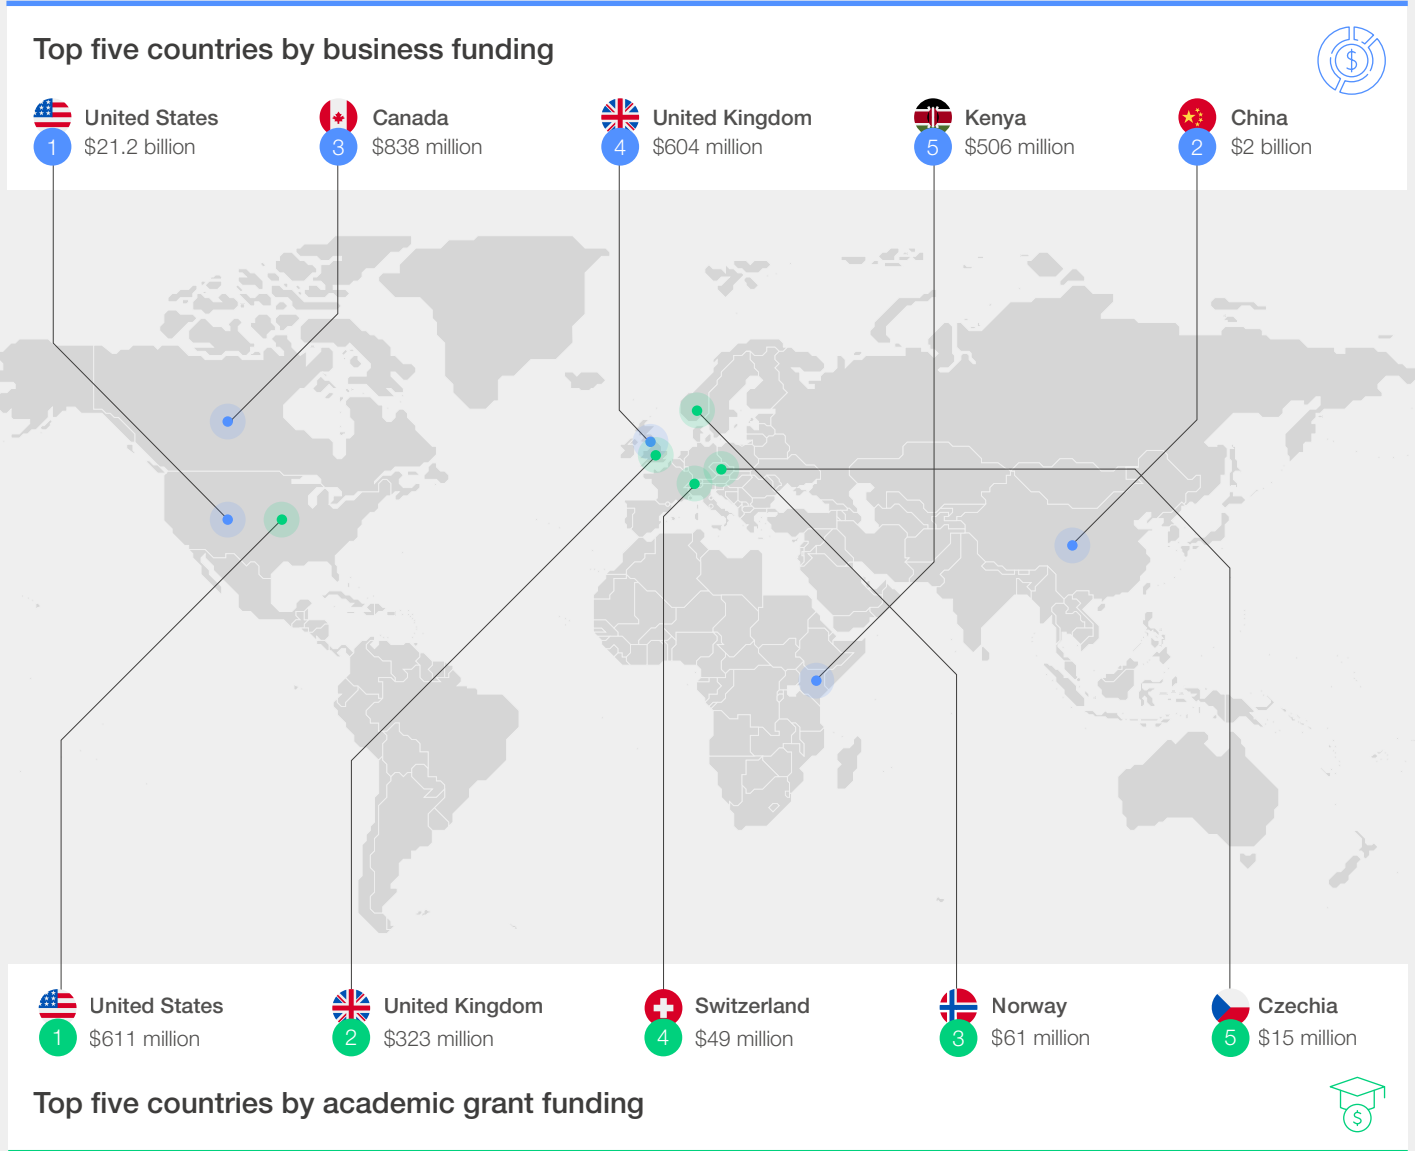 Top five countries by business funding
$
United States
1
$21.2 billion
Canada
3
$838 million
United Kingdom
4
$604 million
Kenya
5
$506 million
China
2
$2 billion
United States
1
$611 million
United Kingdom
2
$323 million
Switzerland
4
$49 million
Norway
3
$61 million
Czechia
5
$15 million
Top five countries by academic grant funding
$